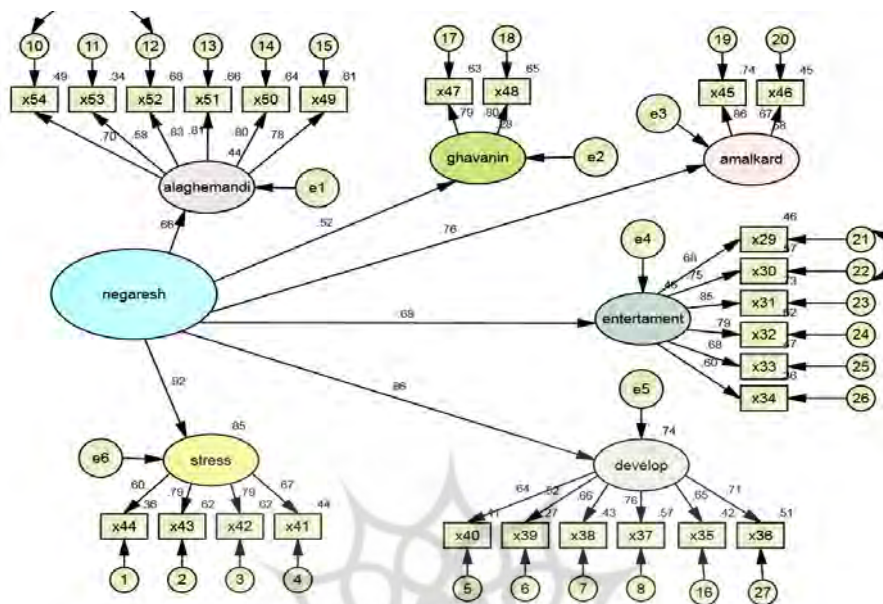 10 11 12 13 14 15
.49 .34 .68 .66 .64 .61
x54 x53 x52 x51 x50 x49
.70 .58 .83 .81 .80 .78
.44
alaghemandi
e1
17 18
.63 .65
x47 x48
.79 .80
.28
ghavanin
e2
19 20
.74 .45
x45 x46
.86 .67
.58
e3
amalkard
.66
.52
.76
negaresh
.68
e4
.45
entertament
.68 .75 .85 .79 .68 .60
.46
x29 21
x30 22
.73
x31 23
x32 24
x33 25
x34 26
.92
.86
e6
.85
stress
.60 .79 .79 .67
.36 .62 .62 .44
x44 x43 x42 x41
1 2 3 4
e5
.74
develop
.64 .52 .66 .76 .65 .71
.27 .43 .57 .42 .51
x40 x39 x38 x37 x35 x36
5 6 7 8 16 27